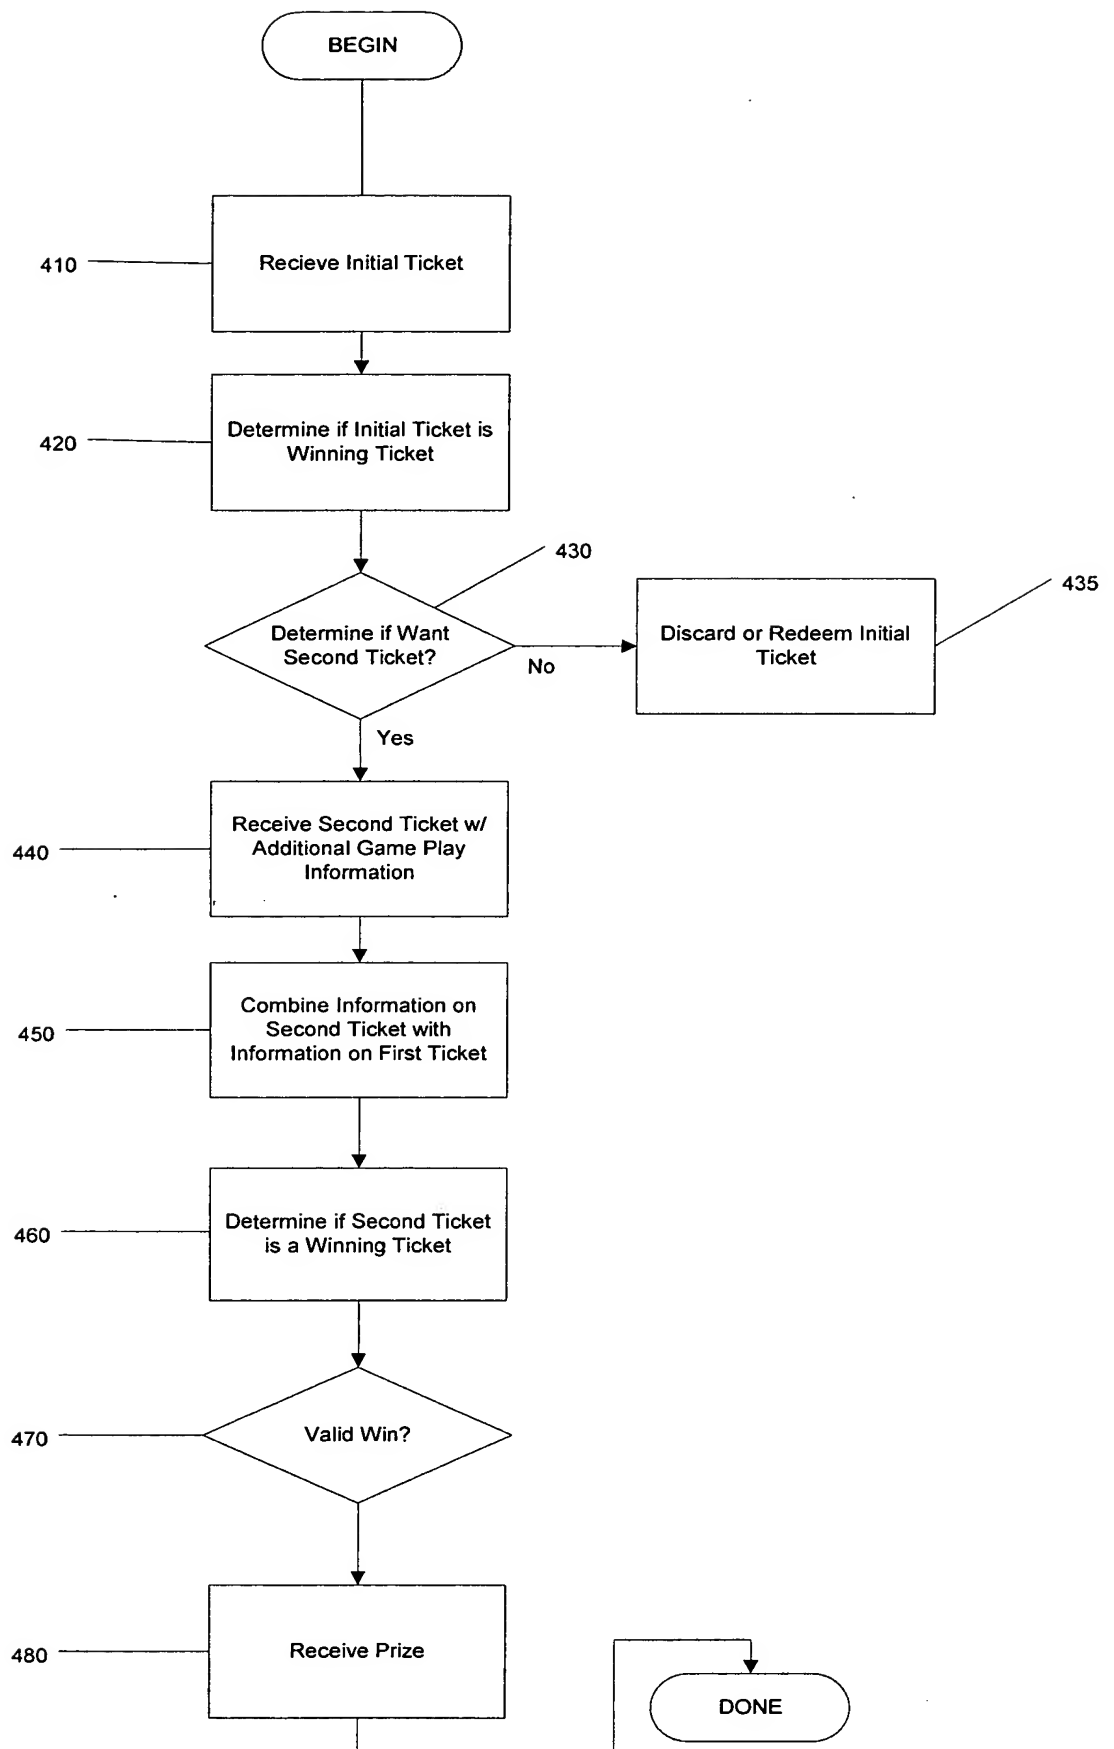 BEGIN
410
Recieve Initial Ticket
420
Determine if Initial Ticket is
Winning Ticket
430
435
Determine if Want
Second Ticket?
No
Discard or Redeem Initial
Ticket
Yes
440
Receive Second Ticket w/
Additional Game Play
Information
450
Combine Information on
Second Ticket with
Information on First Ticket
460
Determine if Second Ticket
is a Winning Ticket
470
Valid Win?
480
Receive Prize
DONE